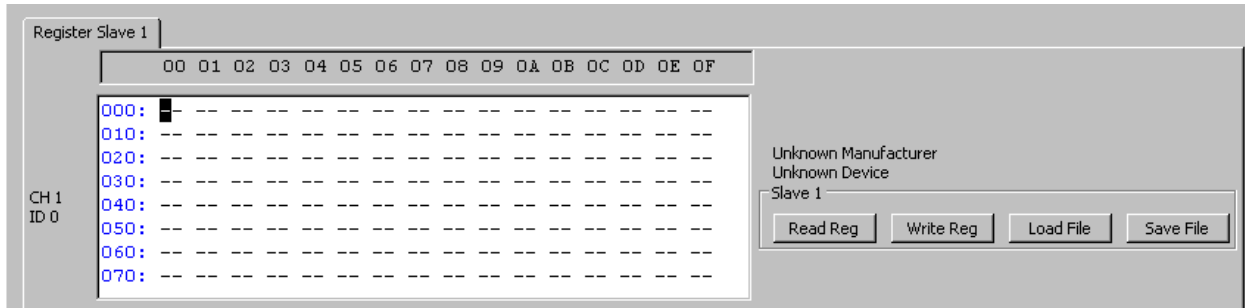 Register Slave 1
00 01 02 03 04 05 06 07 08 09 0A 0B 0C 0D 0E 0F
CH 1
ID 0
000: -- -- -- -- -- -- -- -- -- -- -- -- -- -- -- --
010: -- -- -- -- -- -- -- -- -- -- -- -- -- -- -- --
020: -- -- -- -- -- -- -- -- -- -- -- -- -- -- -- --
030: -- -- -- -- -- -- -- -- -- -- -- -- -- -- -- --
040: -- -- -- -- -- -- -- -- -- -- -- -- -- -- -- --
050: -- -- -- -- -- -- -- -- -- -- -- -- -- -- -- --
060: -- -- -- -- -- -- -- -- -- -- -- -- -- -- -- --
070: -- -- -- -- -- -- -- -- -- -- -- -- -- -- -- --
Unknown Manufacturer
Unknown Device
Slave 1
Read Reg Write Reg Load File Save File